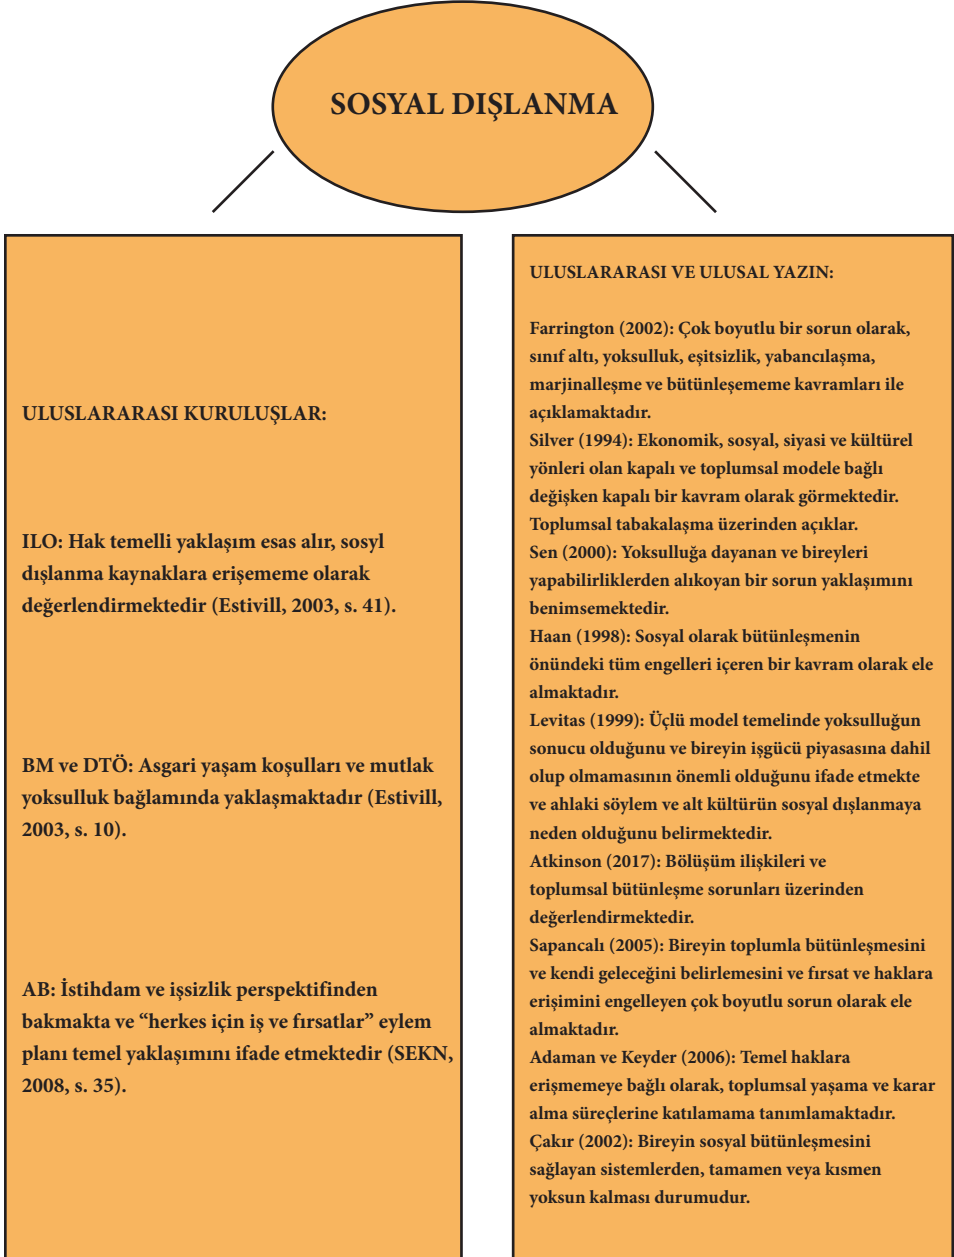 SOSYAL DIŞLANMA
ULUSLARARASI KURULUŞLAR:
ILO: Hak temelli yaklaşım esas alır, sosyl
dışlanma kaynaklara erişememe olarak
değerlendirmektedir (Estivill, 2003, s. 41).
BM ve DTÖ: Asgari yaşam koşulları ve mutlak
yoksulluk bağlamında yaklaşmaktadır (Estivill,
2003, s. 10).
AB: İstihdam ve işsizlik perspektifinden
bakmakta ve “herkes için iş ve fırsatlar” eylem
planı temel yaklaşımını ifade etmektedir (SEKN,
2008, s. 35).
ULUSLARARASI VE ULUSAL YAZIN:
Farrington (2002): Çok boyutlu bir sorun olarak,
sınıf altı, yoksulluk, eşitsizlik, yabancılaşma,
marjinalleşme ve bütünleşememe kavramları ile
açıklamaktadır.
Silver (1994): Ekonomik, sosyal, siyasi ve kültürel
yönleri olan kapalı ve toplumsal modele bağlı
değişken kapalı bir kavram olarak görmektedir.
Toplumsal tabakalaşma üzerinden açıklar.
Sen (2000): Yoksulluğa dayanan ve bireyleri
yapabilirliklerden alıkoyan bir sorun yaklaşımını
benimsemektedir.
Haan (1998): Sosyal olarak bütünleşmenin
önündeki tüm engelleri içeren bir kavram olarak ele
almaktadır.
Levitas (1999): Üçlü model temelinde yoksulluğun
sonucu olduğunu ve bireyin işgücü piyasasına dahil
olup olmamasının önemli olduğunu ifade etmekte
ve ahlaki söylem ve alt kültürün sosyal dışlanmaya
neden olduğunu belirmektedir.
Atkinson (2017): Bölüşüm ilişkileri ve
toplumsal bütünleşme sorunları üzerinden
değerlendirmektedir.
Sapancalı (2005): Bireyin toplumla bütünleşmesini
ve kendi geleceğini belirlemesini ve fırsat ve haklara
erişimini engelleyen çok boyutlu sorun olarak ele
almaktadır.
Adaman ve Keyder (2006): Temel haklara
erişmemeye bağlı olarak, toplumsal yaşama ve karar
alma süreçlerine katılamama tanımlamaktadır.
Çakır (2002): Bireyin sosyal bütünleşmesini
sağlayan sistemlerden, tamamen veya kısmen
yoksun kalması durumudur.